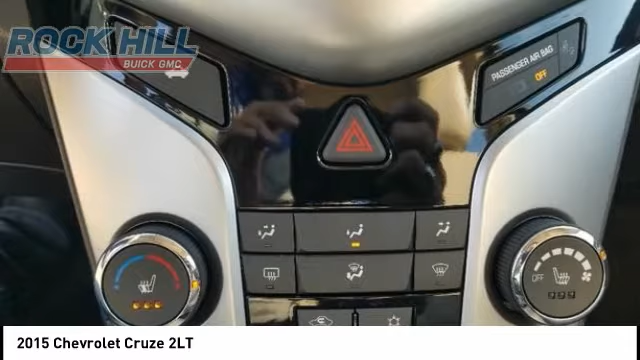 ROCK HILL
BUICK GMC
PASSENGER AIR BAG
OFF
OFF
2015 Chevrolet Cruze 2LT